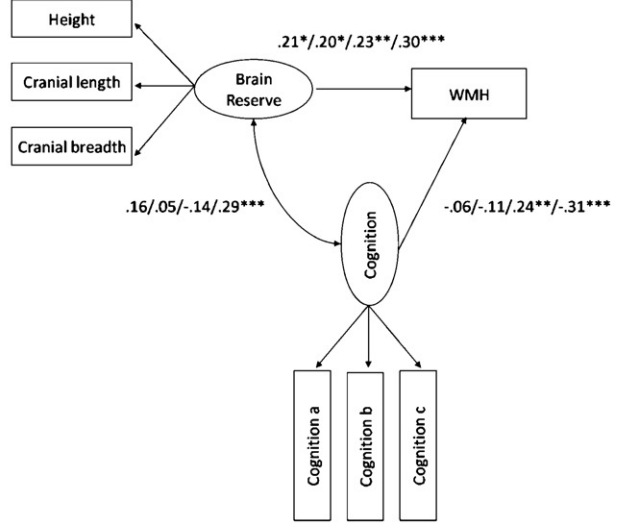 Height
.21*/.20*/.23**/.30***
Cranial length
Brain
Reserve
WMH
Cranial breadth
.16/.05/-.14/.29***
-.06/-.11/.24**/-.31***
Cognition
Cognition a
Cognition b
Cognition c